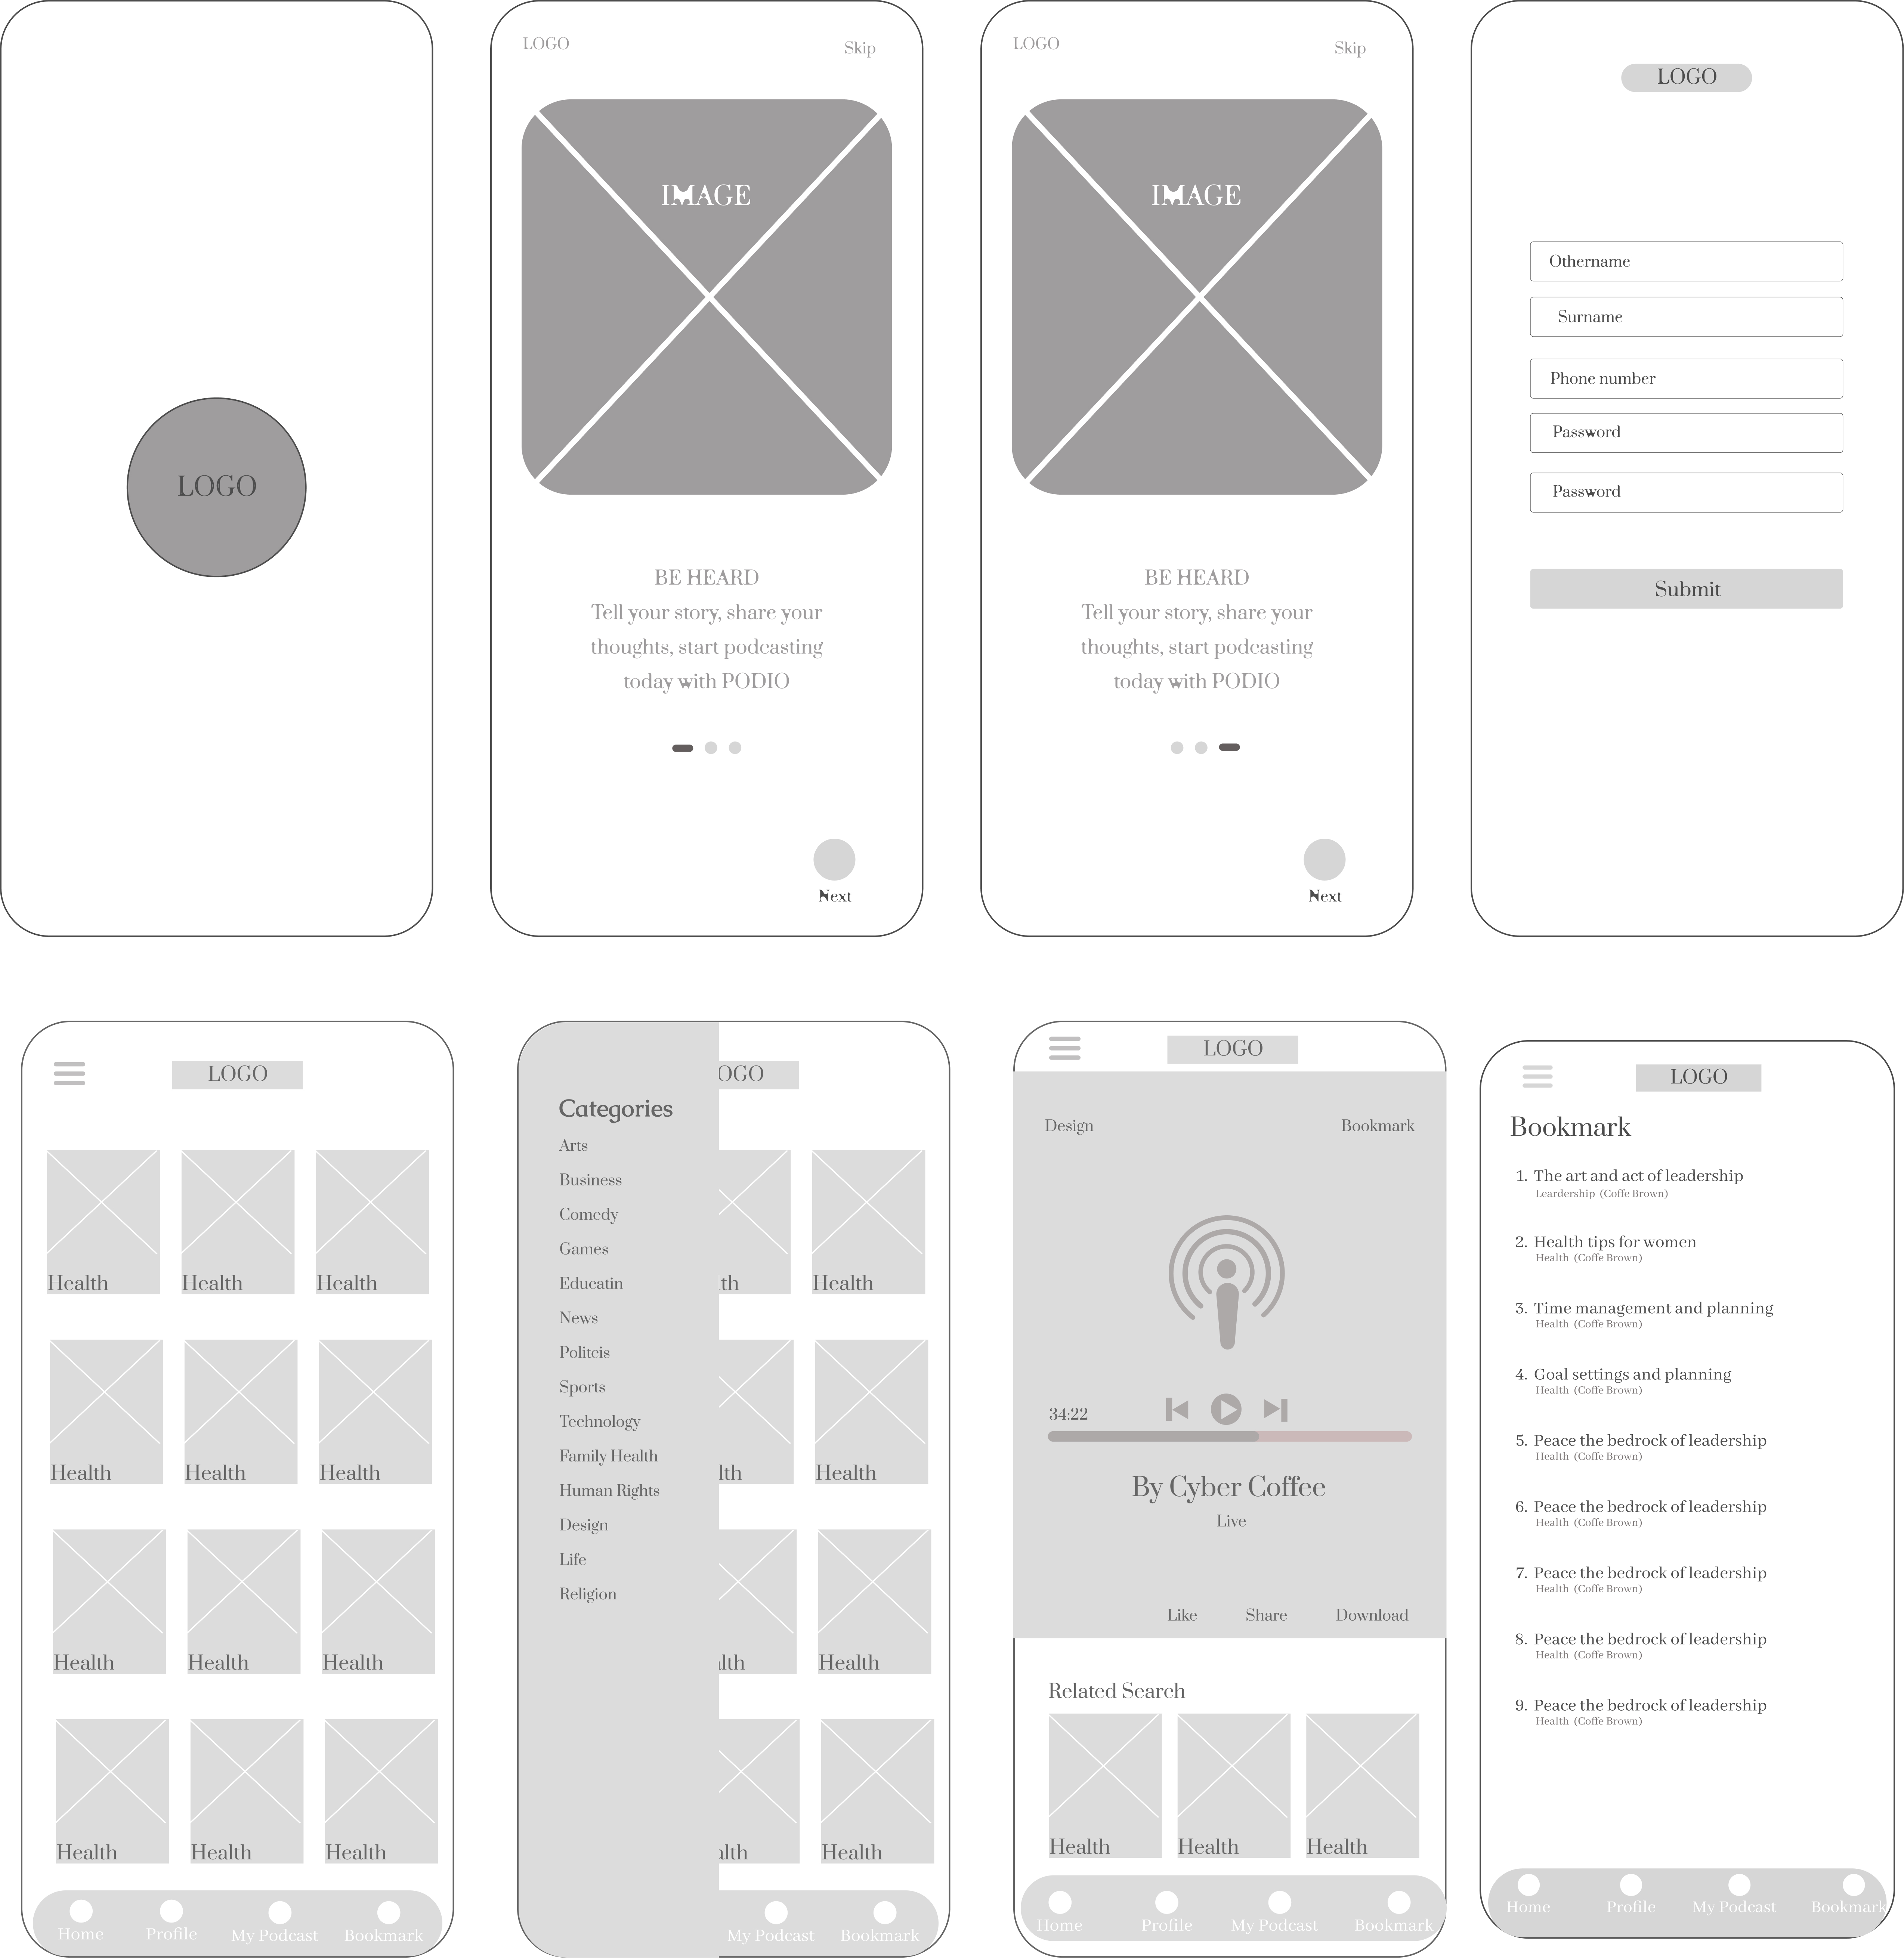 LOGO
LOGO
Skip
IMAGE
BE HEARD
Tell your story, share your
thoughts, start podcasting
today with PODIO
Next
LOGO
Skip
IMAGE
BE HEARD
Tell your story, share your
thoughts, start podcasting
today with PODIO
Next
LOGO
Othername
Surname
Phone number
Password
Password
Submit
LOGO
Health Health Health
Health Health Health
Health Health Health
Health Health Health
Home Profile My Podcast Bookmark
OGO
Categories
Arts
Business
Comedy
Games
Educatin
News
Politcis
Sports
Technology
Family Health
Human Rights
Design
Life
Religion
lth Health
lth Health
alth Health
alth Health
My Podcast Bookmark
LOGO
Design Bookmark
34:22
By Cyber Coffee
Live
Like Share Download
Related Search
Health Health Health
Home Profile My Podcast Bookmark
LOGO
Bookmark
1. The art and act of leadership
Leardership (Coffe Brown)
2. Health tips for women
Health (Coffe Brown)
3. Time management and planning
Health (Coffe Brown)
4. Goal settings and planning
Health (Coffe Brown)
5. Peace the bedrock of leadership
Health (Coffe Brown)
6. Peace the bedrock of leadership
Health (Coffe Brown)
7. Peace the bedrock of leadership
Health (Coffe Brown)
8. Peace the bedrock of leadership
Health (Coffe Brown)
9. Peace the bedrock of leadership
Health (Coffe Brown)
Home Profile My Podcast Bookmark